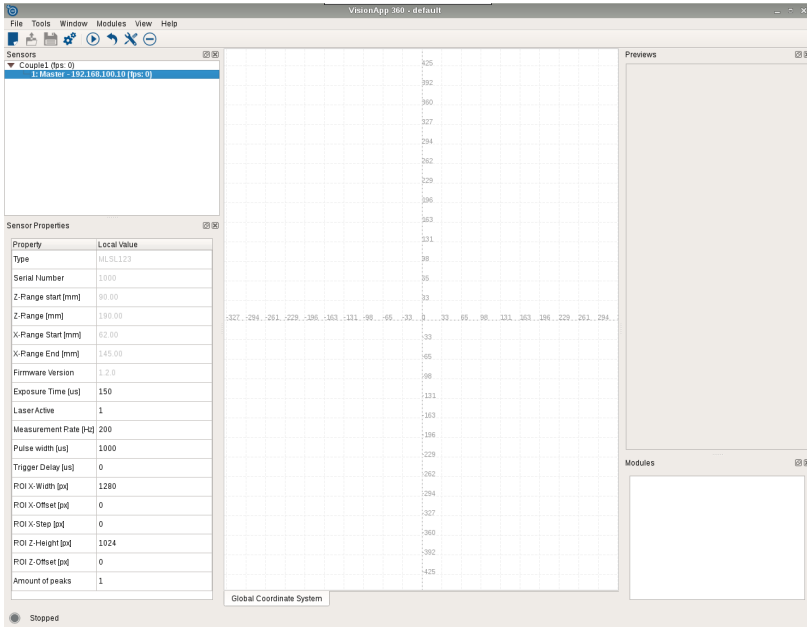 VisionApp 360 - default
File Tools Window Modules View Help
Sensors
Couple1 (fps: 0)
1: Master - 192.168.100.10 (fps: 0)
Sensor Properties
Property Local Value
Type MLSL123
Serial Number 1000
Z-Range start [mm] 90.00
Z-Range [mm] 190.00
X-Range Start [mm] 62.00
X-Range End [mm] 145.00
Firmware Version 1.2.0
Exposure Time [us] 150
Laser Active 1
Measurement Rate [Hz] 200
Pulse width [us] 1000
Trigger Delay [us] 0
ROI X-Width [px] 1280
ROI X-Offset [px] 0
ROI X-Step [px] 0
ROI Z-Height [px] 1024
ROI Z-Offset [px] 0
Amount of peaks 1
Stopped
425
392
360
327
294
262
229
196
163
131
98
65
33
-327 -294 -261 -229 -196 -163 -131 -98 -65 -33 0 33 65 98 131 163 196 229 261 294
-33
-65
-98
-131
-163
-196
-229
-262
-294
-327
-360
-392
-425
Global Coordinate System
Previews
Modules